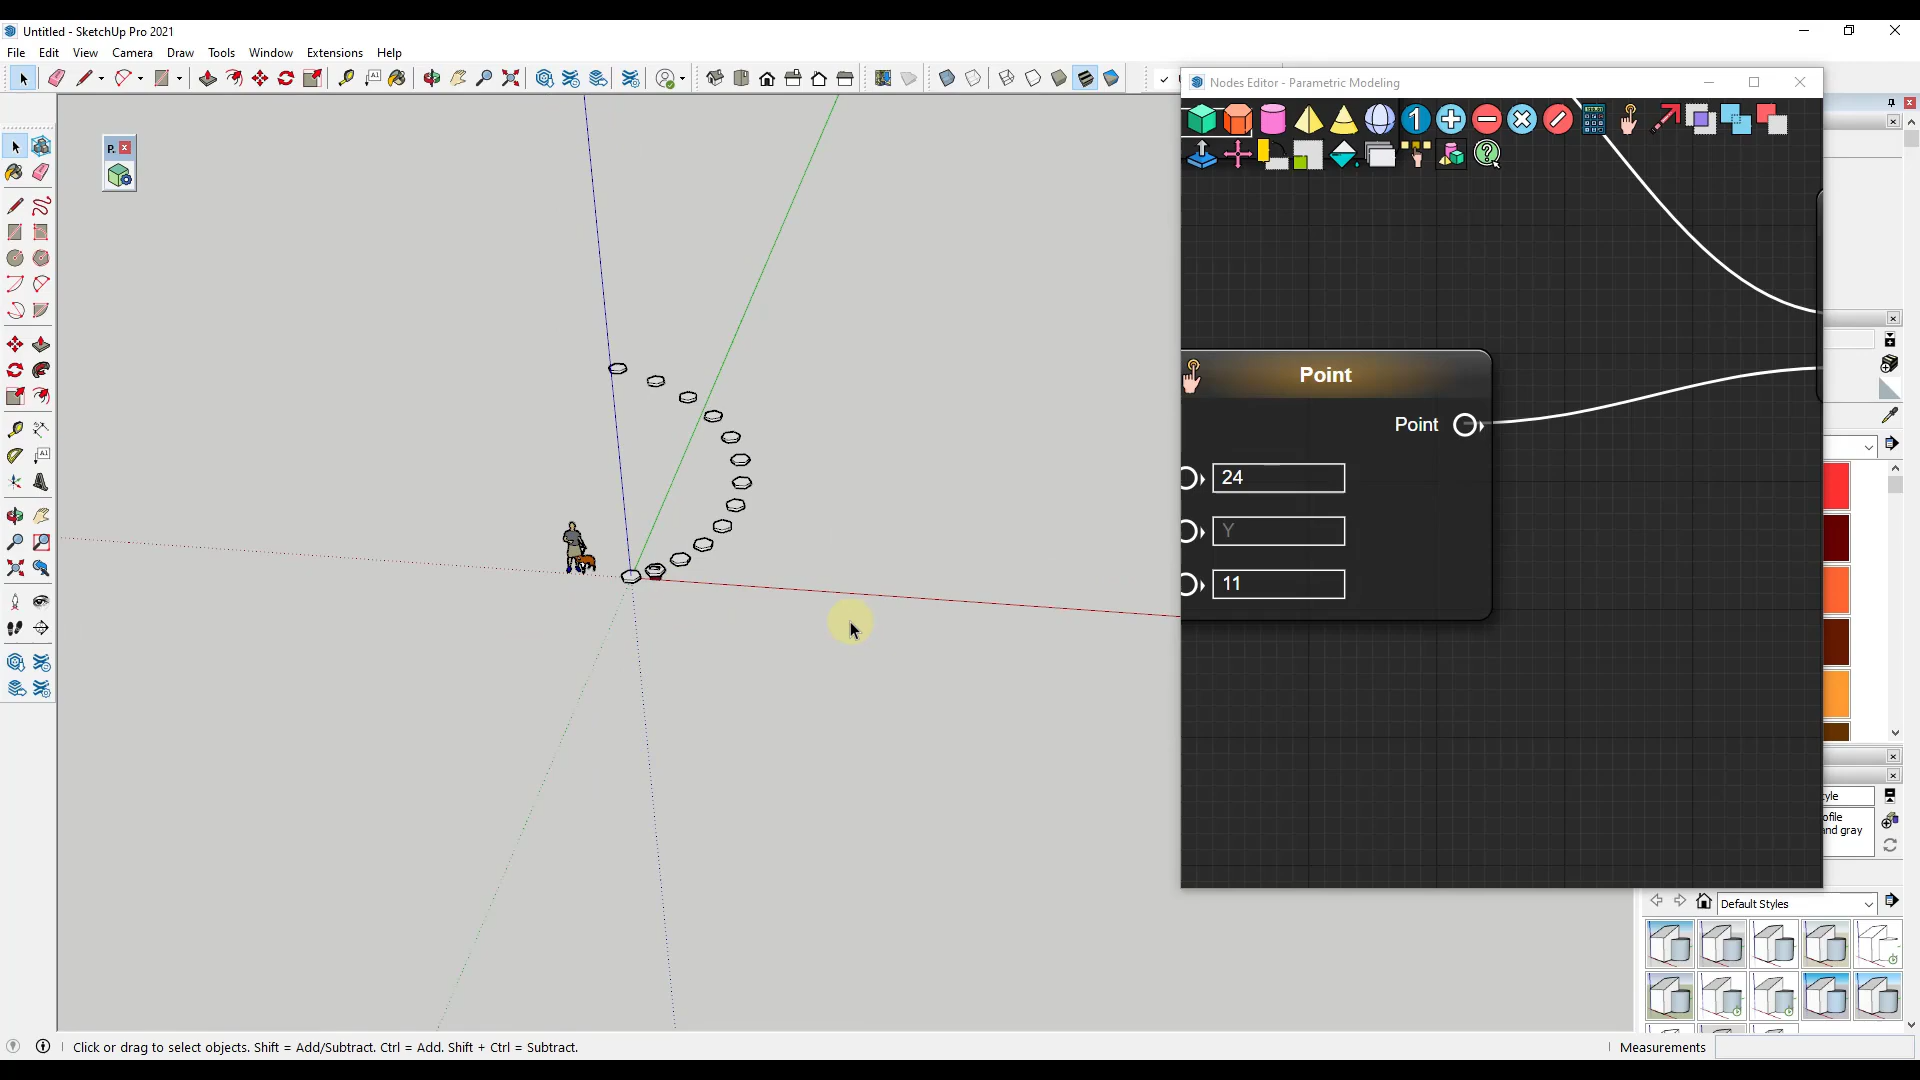 Untitled - SketchUp Pro 2021
File Edit View Camera Draw Tools Window Extensions Help
Nodes Editor - Parametric Modeling
P.
Point
Point
24
Y
11
Default Styles
Click or drag to select objects. Shift = Add/Subtract. Ctrl = Add. Shift + Ctrl = Subtract.
Measurements